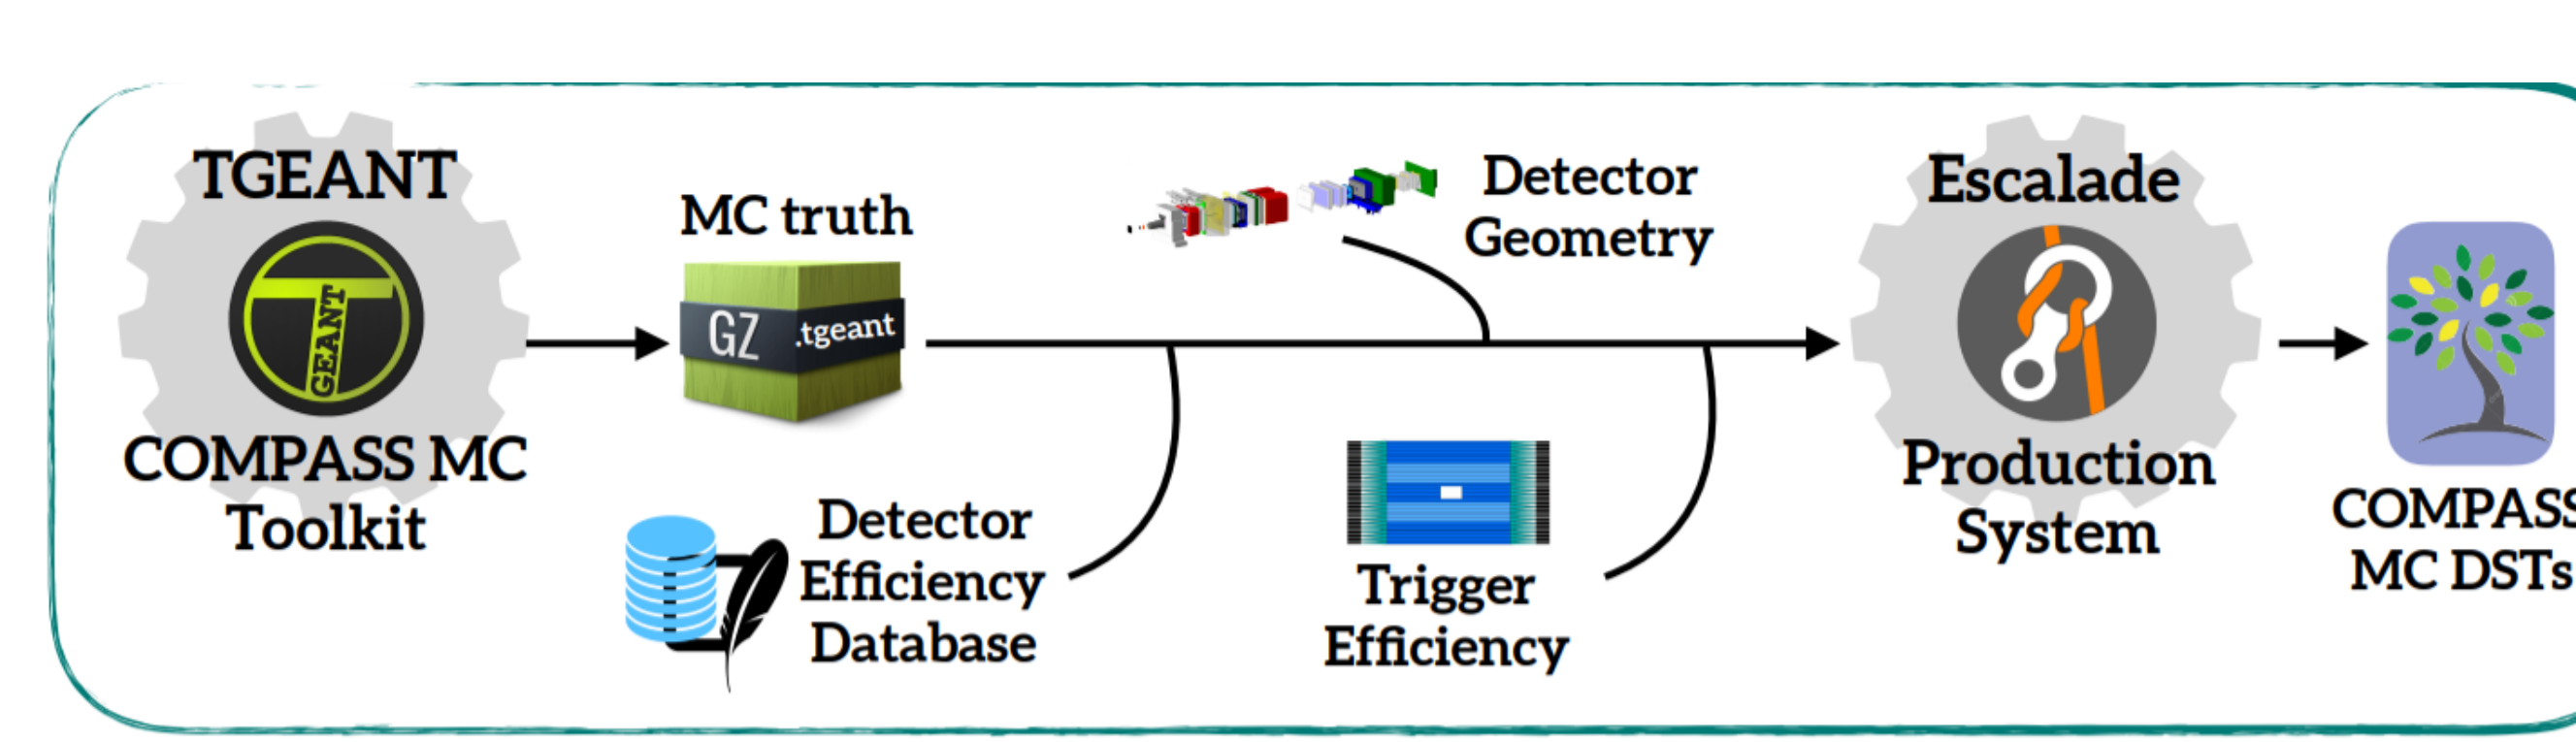 TGEANT
T
GEANT
COMPASS MC
Toolkit
MC truth
GZ .tgeant
Detector
Efficiency
Database
Detector
Geometry
Trigger
Efficiency
Escalade
Production
System
COMPASS
MC DSTs